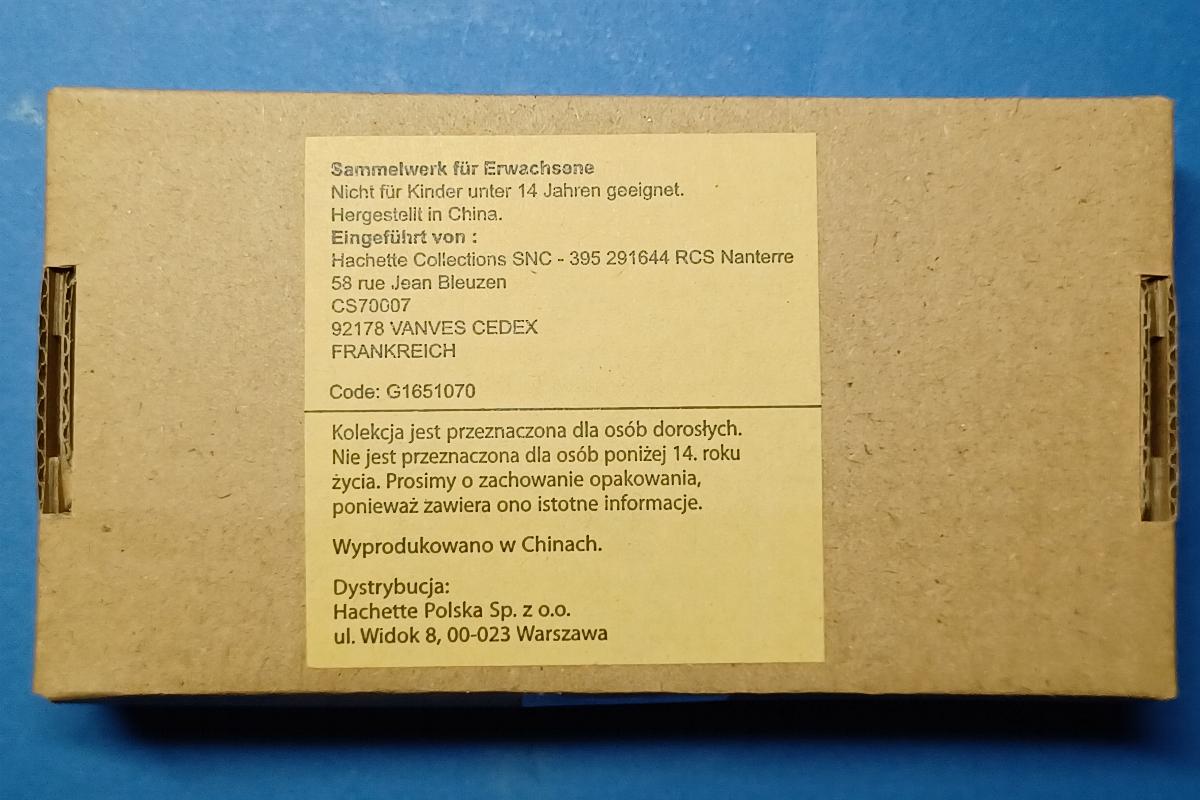 Sammelwerk für Erwachsene
Nicht für Kinder unter 14 Jahren geeignet.
Hergestellt in China.
Eingeführt von :
Hachette Collections SNC - 395 291644 RCS Nanterre
58 rue Jean Bleuzen
CS70007
92178 VANVES CEDEX
FRANKREICH
Code: G1651070
Kolekcja jest przeznaczona dla osób dorosłych.
Nie jest przeznaczona dla osób poniżej 14. roku
życia. Prosimy o zachowanie opakowania,
ponieważ zawiera ono istotne informacje.
Wyprodukowano w Chinach.
Dystrybucja:
Hachette Polska Sp. z o.o.
ul. Widok 8, 00-023 Warszawa